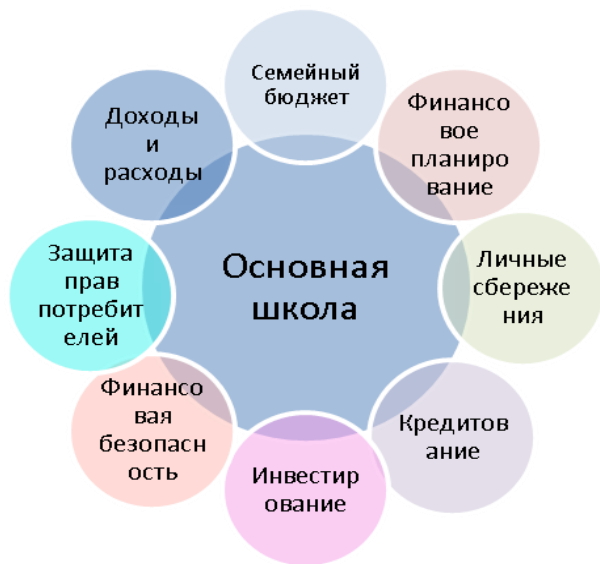 Семейный
бюджет
Финансо
вое
планиро
вание
Личные
сбереже
ния
Кредитов
ание
Инвестир
ование
Финансо
вая
безопасн
ость
Защита
прав
потребит
елей
Доходы
и
расходы
Основная
школа